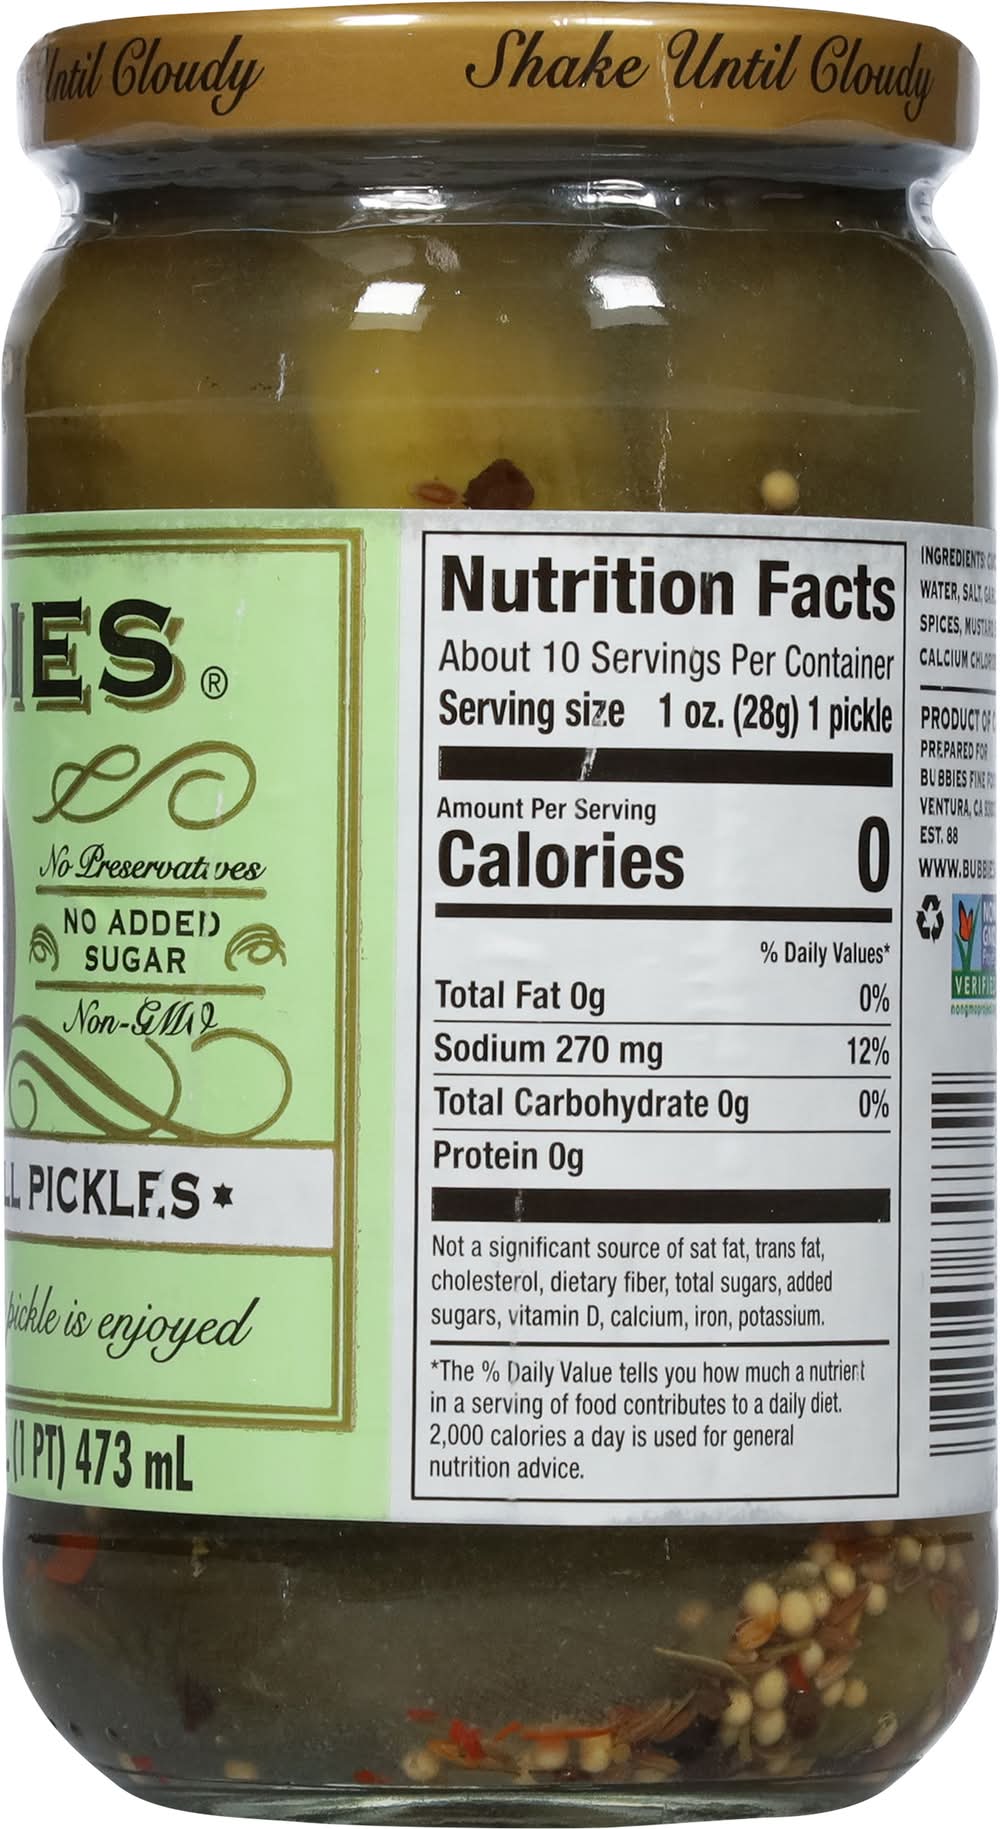 Until Cloudy
Shake Until Cloudy
IES®
No Preservatives
NO ADDED
SUGAR
Non-GMO
PICKLES
pickle is enjoyed
(1 PT) 473 mL
Nutrition Facts
About 10 Servings Per Container
Serving size 1 oz. (28g) 1 pickle
Amount Per Serving
Calories 0
% Daily Values*
Total Fat 0g 0%
Sodium 270 mg 12%
Total Carbohydrate 0g 0%
Protein 0g
Not a significant source of sat fat, trans fat,
cholesterol, dietary fiber, total sugars, added
sugars, vitamin D, calcium, iron, potassium.
*The % Daily Value tells you how much a nutrient
in a serving of food contributes to a daily diet.
2,000 calories a day is used for general
nutrition advice.
INGREDIENTS:
WATER, SALT,
SPICES,
CALCIUM
PRODUCT OF
PREPARED FOR
BUBBIES FINE
VENTURA, CA
EST. 88
WWW.BUBBIES
NON
VERIFIED